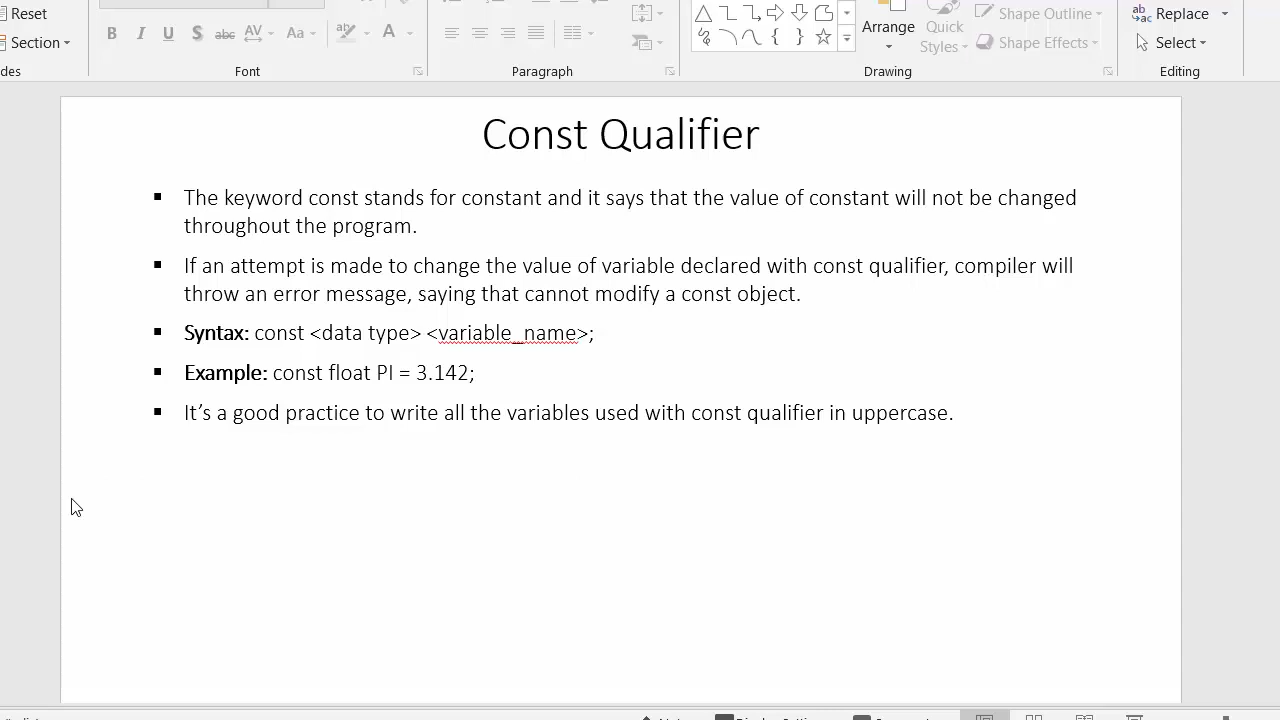 Reset
Section
B I U S abc AV Aa A
Font
Paragraph
Arrange
Quick Styles
Shape Outline
Shape Effects
Drawing
Replace
Select
Editing
Const Qualifier
The keyword const stands for constant and it says that the value of constant will not be changed
throughout the program.
If an attempt is made to change the value of variable declared with const qualifier, compiler will
throw an error message, saying that cannot modify a const object.
Syntax: const <data type> <variable_name>;
Example: const float PI = 3.142;
It’s a good practice to write all the variables used with const qualifier in uppercase.